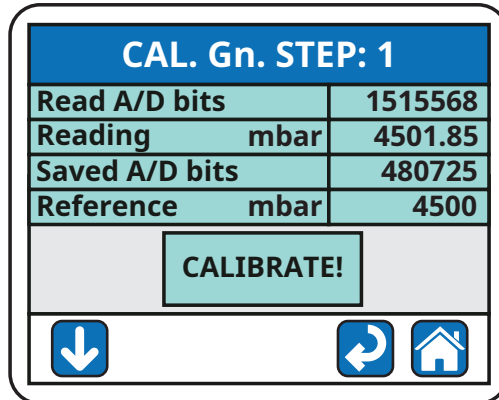 CAL. Gn. STEP: 1
Read A/D bits 1515568
Reading mbar 4501.85
Saved A/D bits 480725
Reference mbar 4500
CALIBRATE!